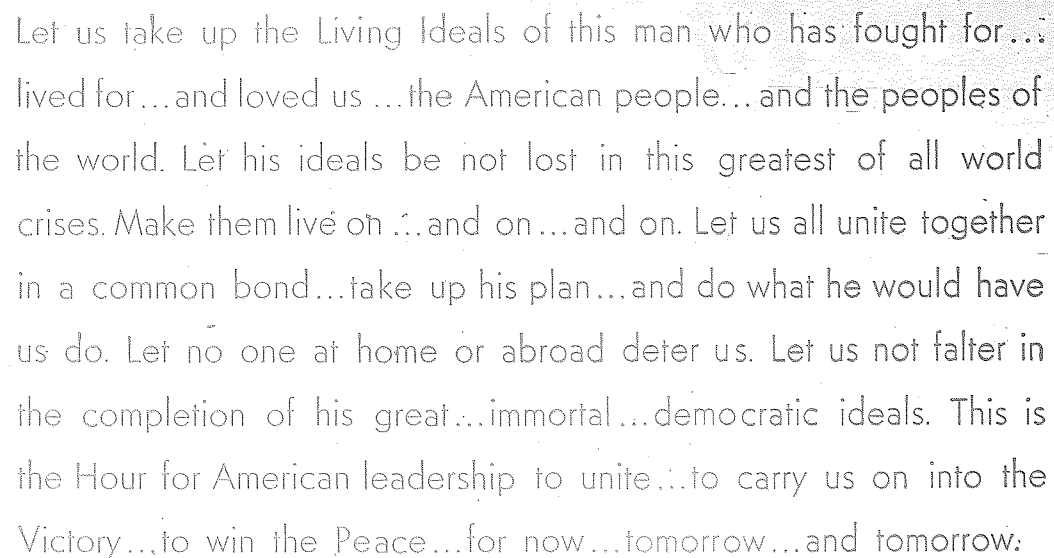 Let us take up the Living Ideals of this man who has fought for...
lived for...and loved us ...the American people...and the peoples of
the world. Let his ideals be not lost in this greatest of all world
crises. Make them live on ...and on...and on. Let us all unite together
in a common bond...take up his plan...and do what he would have
us do. Let no one at home or abroad deter us. Let us not falter in
the completion of his great...immortal...democratic ideals. This is
the Hour for American leadership to unite...to carry us on into the
Victory...to win the Peace...for now...tomorrow...and tomorrow.